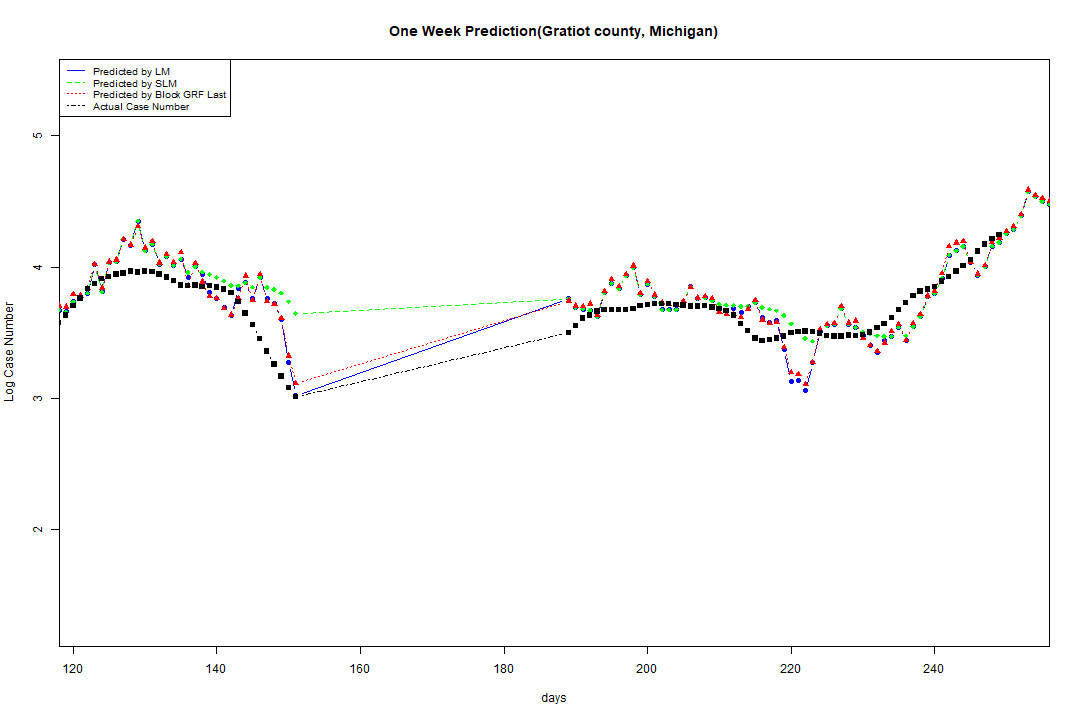 One Week Prediction(Gratiot county, Michigan)
Predicted by LM
Predicted by SLM
Predicted by Block GRF Last
Actual Case Number
5
4
3
2
Log Case Number
120 140 160 180 200 220 240
days